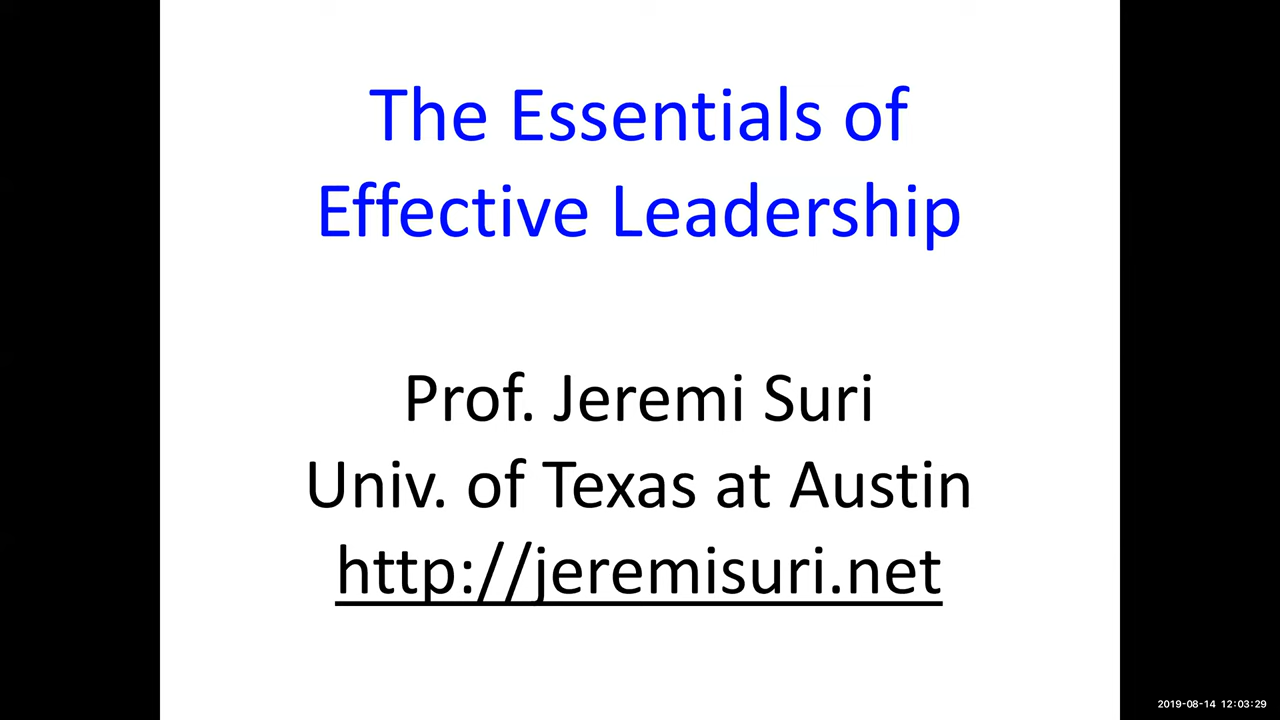 The Essentials of
Effective Leadership
Prof. Jeremi Suri
Univ. of Texas at Austin
http://jeremisuri.net
2019-08-14 12:03:29